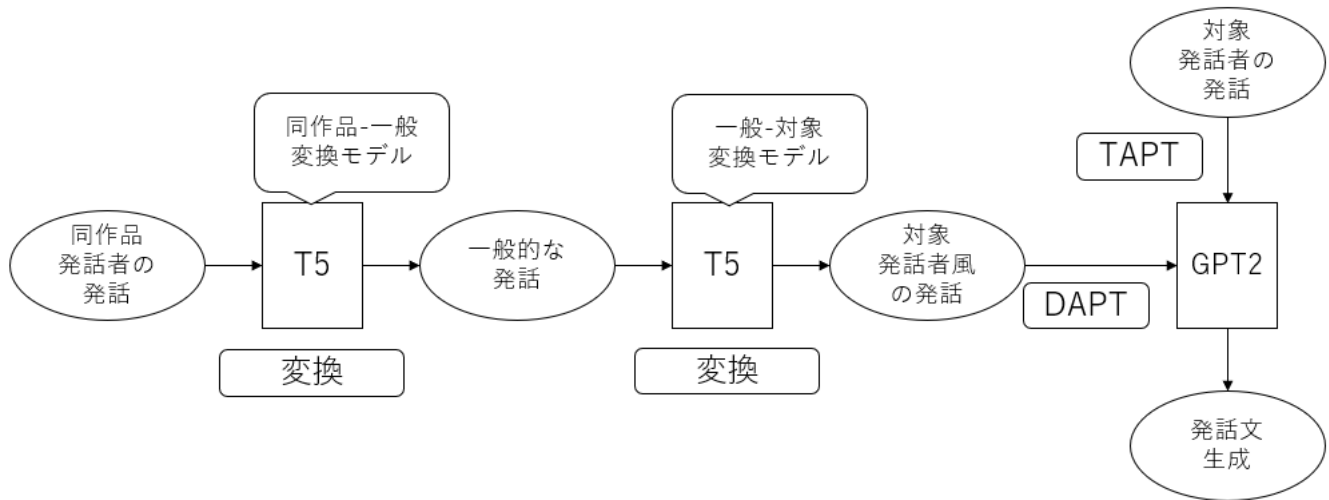 対象
発話者の
発話
同作品-一般
変換モデル
一般-対象
変換モデル
TAPT
同作品
発話者の
発話
T5
一般的な
発話
T5
対象
発話者風
の発話
GPT2
DAPT
変換
変換
発話文
生成